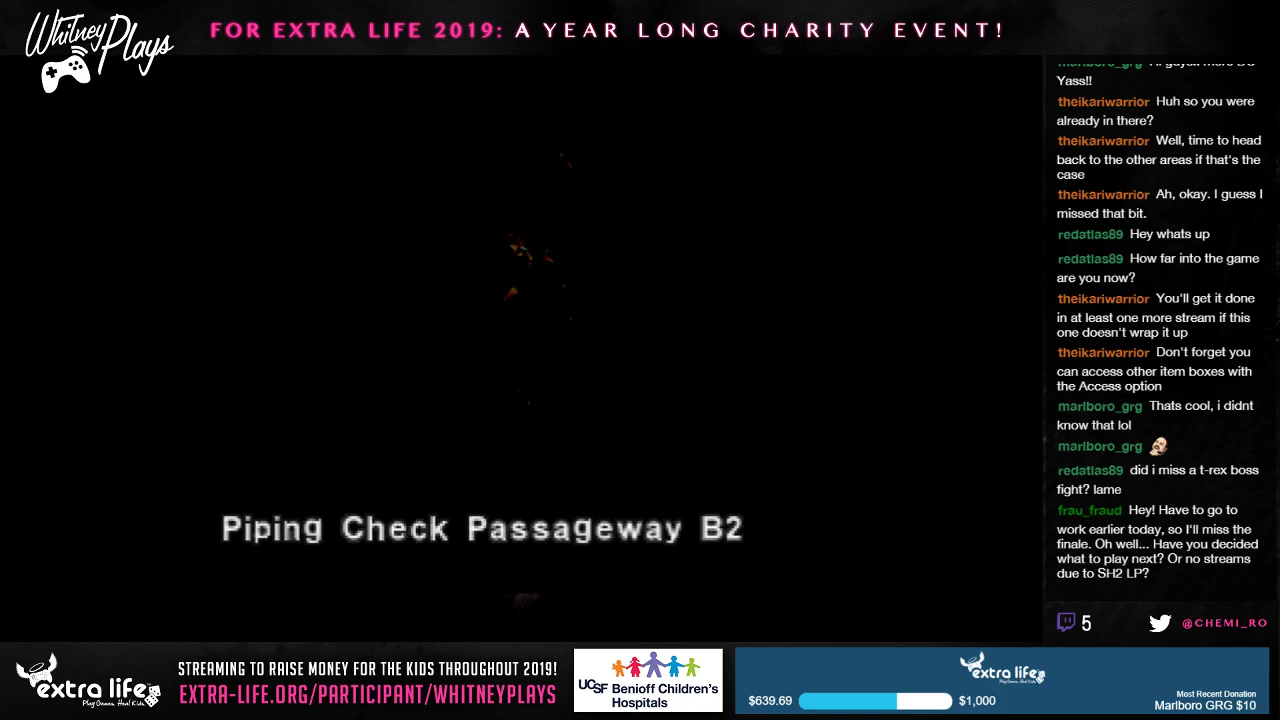 Whitney Plays
FOR EXTRA LIFE 2019: A YEAR LONG CHARITY EVENT!
Yass!!
theikariwarrior Huh so you were
already in there?
theikariwarrior Well, time to head
back to the other areas if that's the
case
theikariwarrior Ah, okay. I guess I
missed that bit.
redatlas89 Hey whats up
redatlas89 How far into the game
are you now?
theikariwarrior You'll get it done
in at least one more stream if this
one doesn't wrap it up
theikariwarrior Don't forget you
can access other item boxes with
the Access option
marlboro_grg Thats cool, i didnt
know that lol
marlboro_grg
redatlas89 did i miss a t-rex boss
fight? lame
frau_fraud Hey! Have to go to
work earlier today, so I'll miss the
finale. Oh well... Have you decided
what to play next? Or no streams
due to SH2 LP?
Piping Check Passageway B2
5
@CHEMI_RO
extra life
Play Games. Heal Kids.
STREAMING TO RAISE MONEY FOR THE KIDS THROUGHOUT 2019!
EXTRA-LIFE.ORG/PARTICIPANT/WHITNEYPLAYS
UCSF Benioff Children's
Hospitals
extra life
Play Games. Heal Kids.
$639.69
$1,000
Most Recent Donation
Marlboro GRG $10